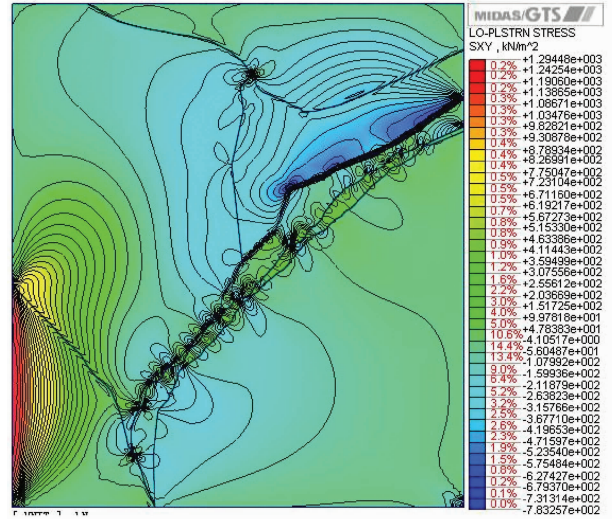 MIDAS/GTS
LO-PLSTRN STRESS
SXY , kN/m^2
+1.29448e+003
0.2%
+1.24254e+003
0.2%
+1.19060e+003
0.2%
+1.13865e+003
0.3%
+1.08671e+003
0.3%
+1.03476e+003
0.3%
+9.82821e+002
0.4%
+9.30878e+002
0.4%
+8.78934e+002
0.4%
+8.26991e+002
0.5%
+7.75047e+002
0.5%
+7.23104e+002
0.5%
+6.71160e+002
0.7%
+6.19217e+002
0.8%
+5.67273e+002
0.8%
+5.15330e+002
0.9%
+4.63386e+002
1.0%
+4.11443e+002
1.2%
+3.59499e+002
1.6%
+3.07556e+002
2.2%
+2.55612e+002
3.0%
+2.03669e+002
4.0%
+1.51725e+002
5.0%
+9.97818e+001
10.6%
+4.78383e+001
14.4%
-4.10517e+000
13.4%
-5.60487e+001
9.0%
-1.07992e+002
6.4%
-1.59936e+002
5.2%
-2.11879e+002
3.2%
-2.63823e+002
2.5%
-3.15766e+002
2.6%
-3.67710e+002
2.3%
-4.19653e+002
1.9%
-4.71597e+002
1.5%
-5.23540e+002
0.8%
-5.75484e+002
0.2%
-6.27427e+002
0.1%
-6.79370e+002
0.0%
-7.31314e+002
-7.83257e+002